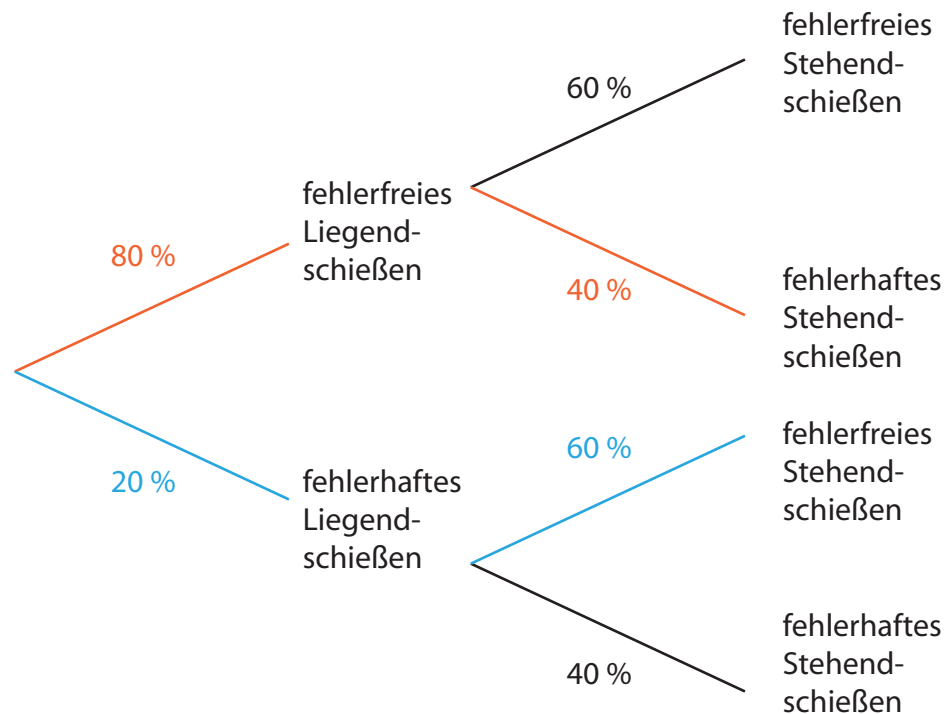 fehlerfreies
Stehend-
schießen
60 %
fehlerfreies
Liegend-
schießen
80 %
40 %
fehlerhaftes
Stehend-
schießen
20 %
fehlerhaftes
Liegend-
schießen
60 %
fehlerfreies
Stehend-
schießen
40 %
fehlerhaftes
Stehend-
schießen